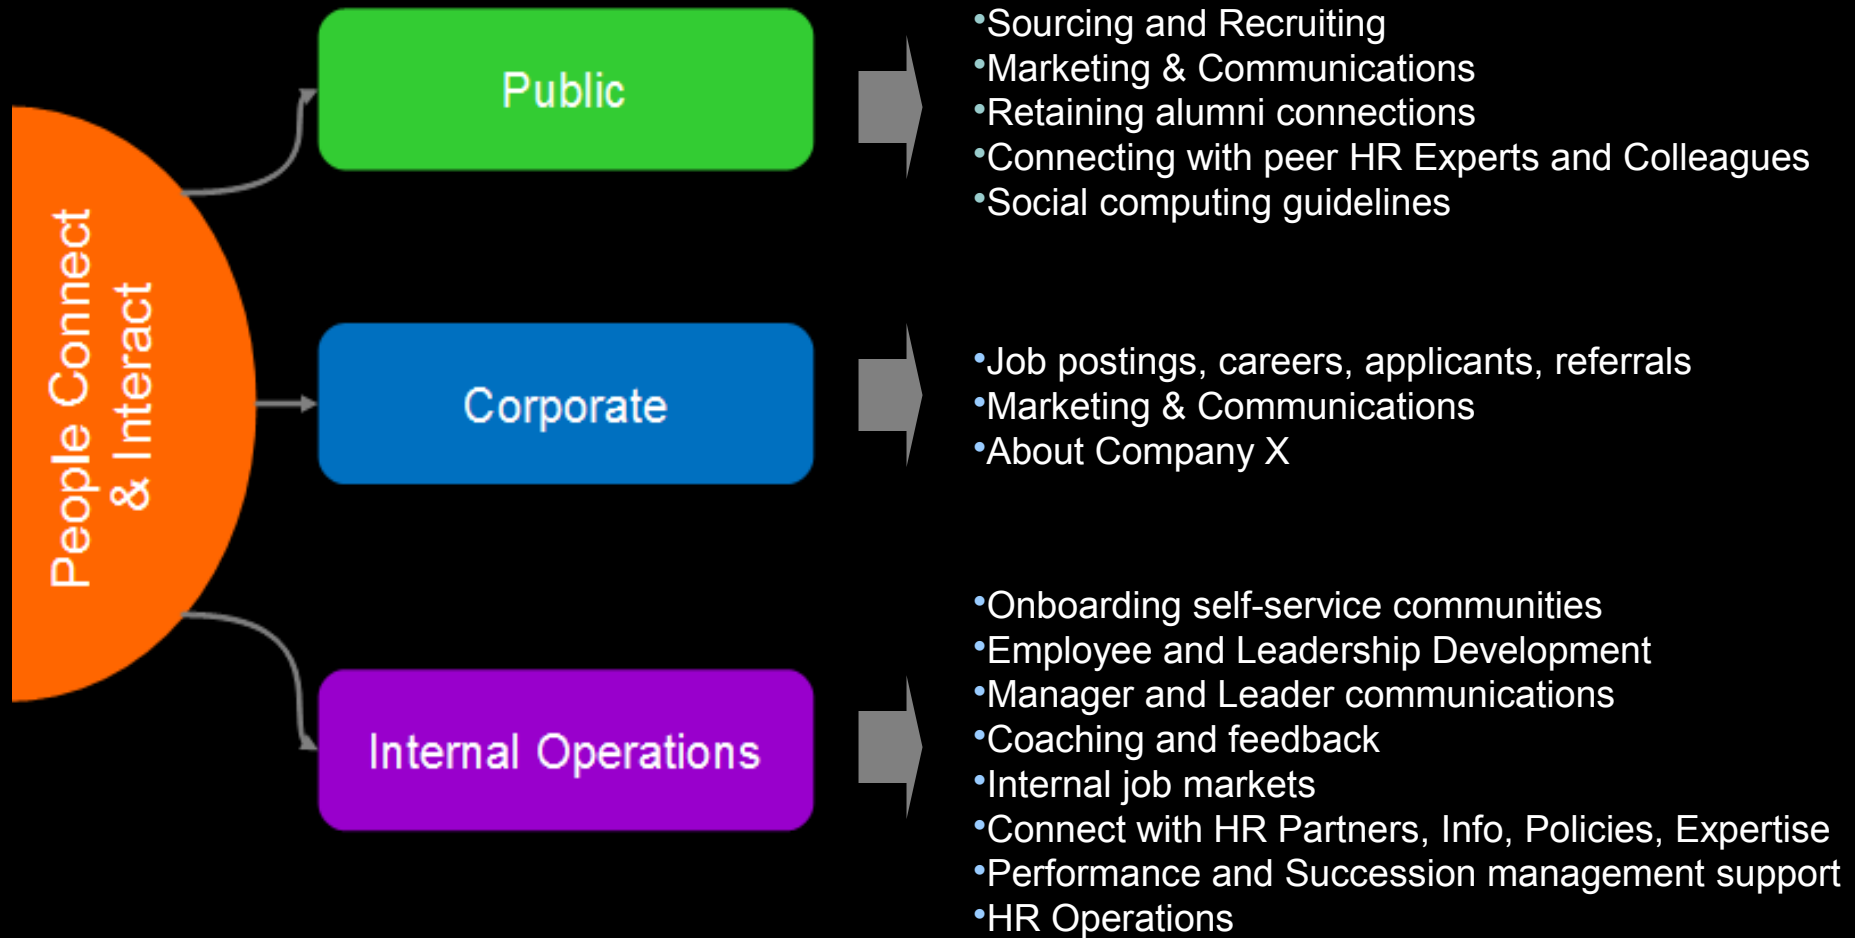 People Connect
& Interact
Public
•Sourcing and Recruiting
•Marketing & Communications
•Retaining alumni connections
•Connecting with peer HR Experts and Colleagues
•Social computing guidelines
Corporate
•Job postings, careers, applicants, referrals
•Marketing & Communications
•About Company X
Internal Operations
•Onboarding self-service communities
•Employee and Leadership Development
•Manager and Leader communications
•Coaching and feedback
•Internal job markets
•Connect with HR Partners, Info, Policies, Expertise
•Performance and Succession management support
•HR Operations